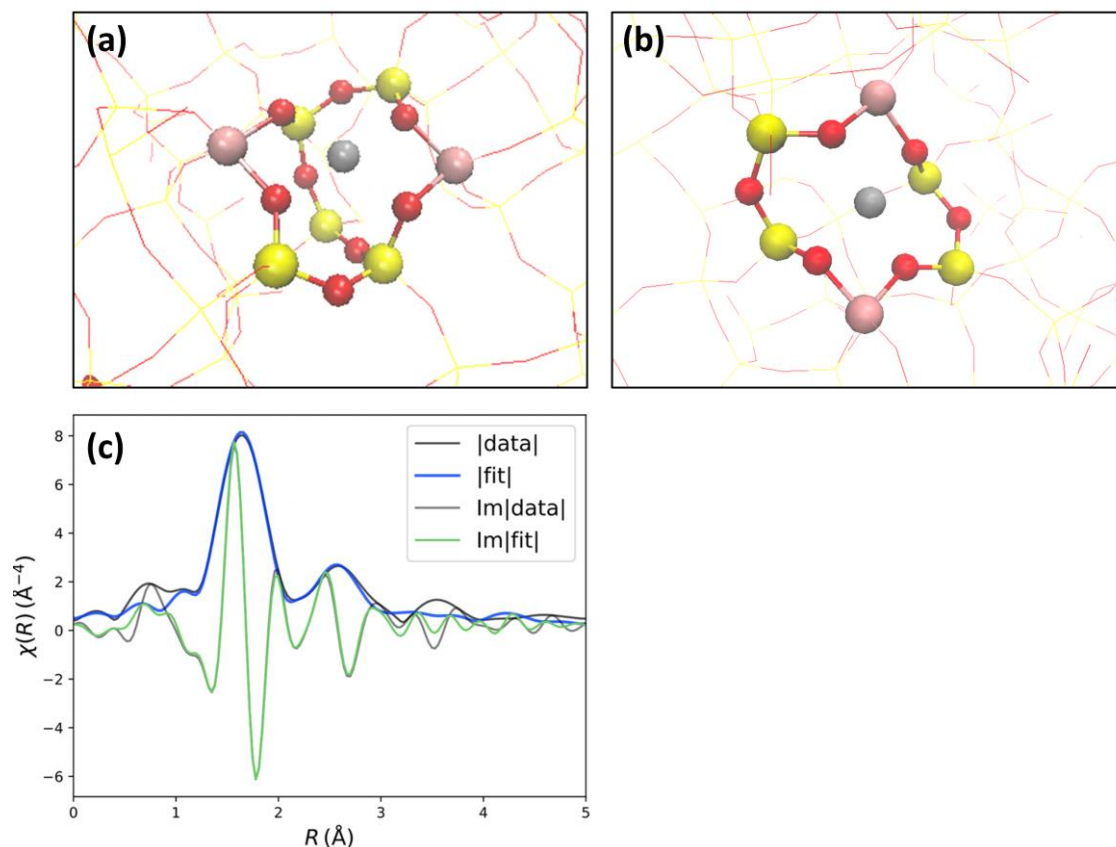 (a)
(b)
(c)
|data|
|fit|
Im|data|
Im|fit|
8
6
4
2
0
−2
−4
−6
χ(R) (Å⁻⁴)
0 1 2 3 4 5
R (Å)